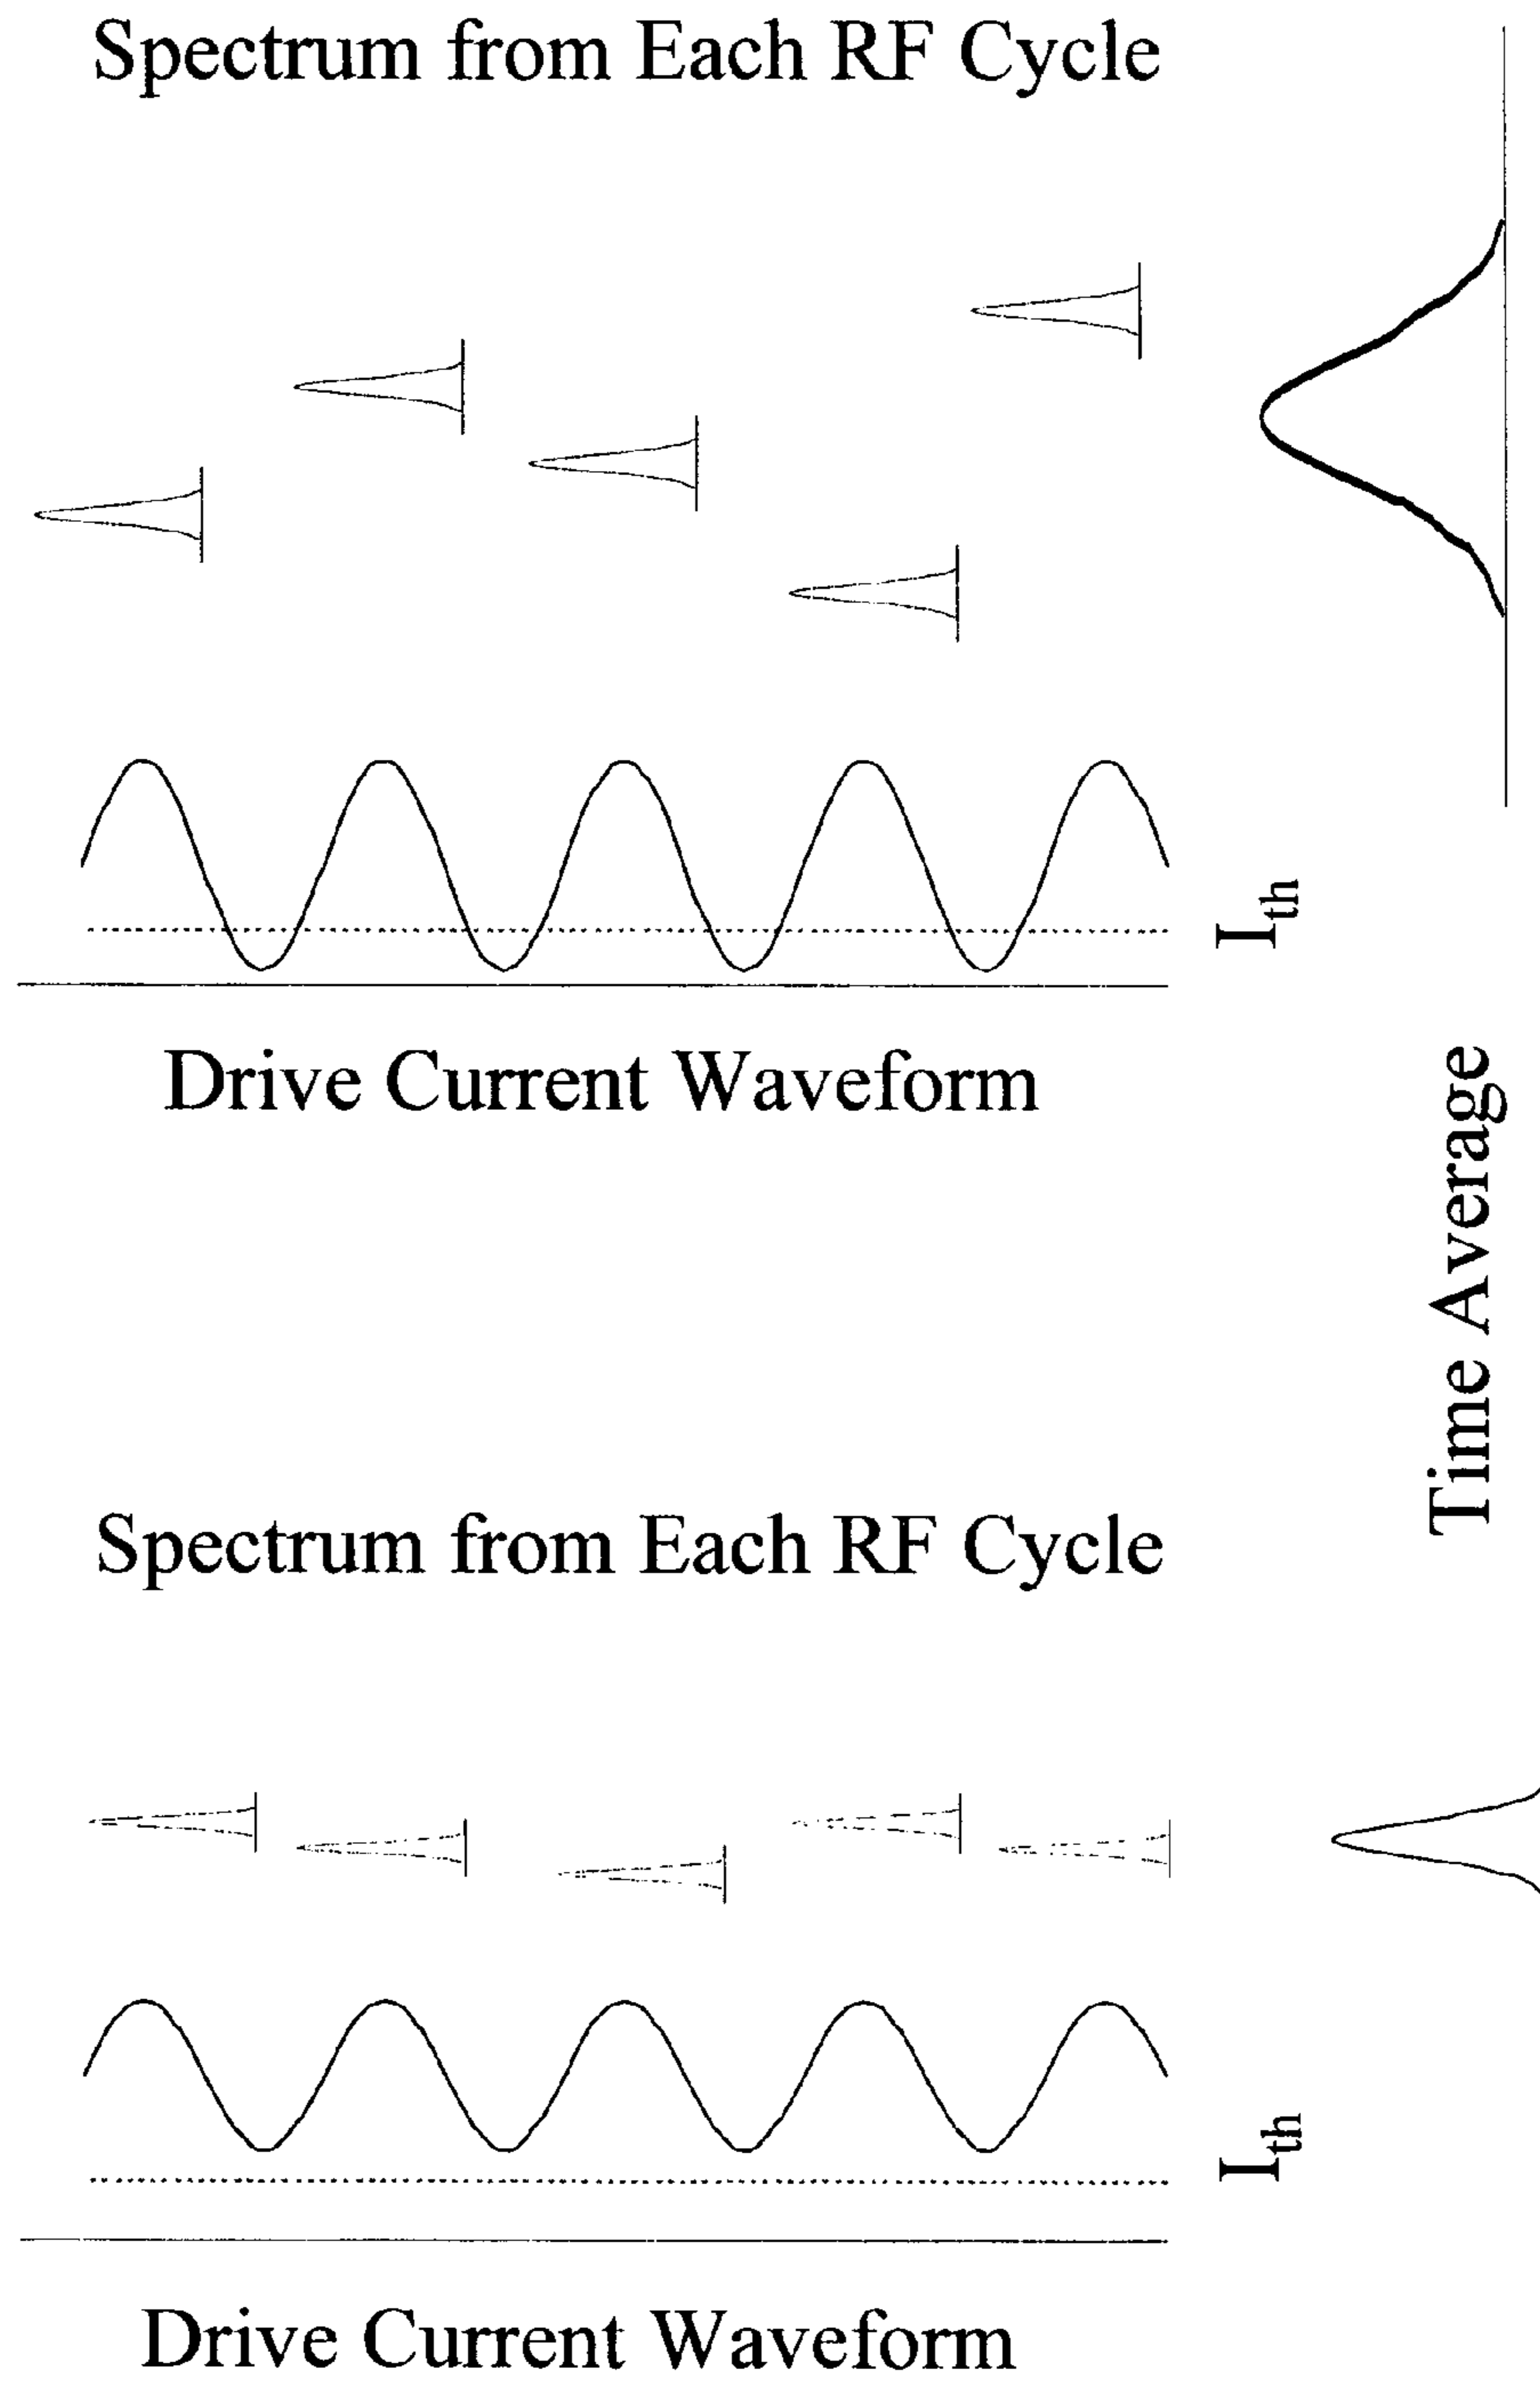 Spectrum from Each RF Cycle
I_th
Drive Current Waveform
Time Average
Spectrum from Each RF Cycle
I_th
Drive Current Waveform